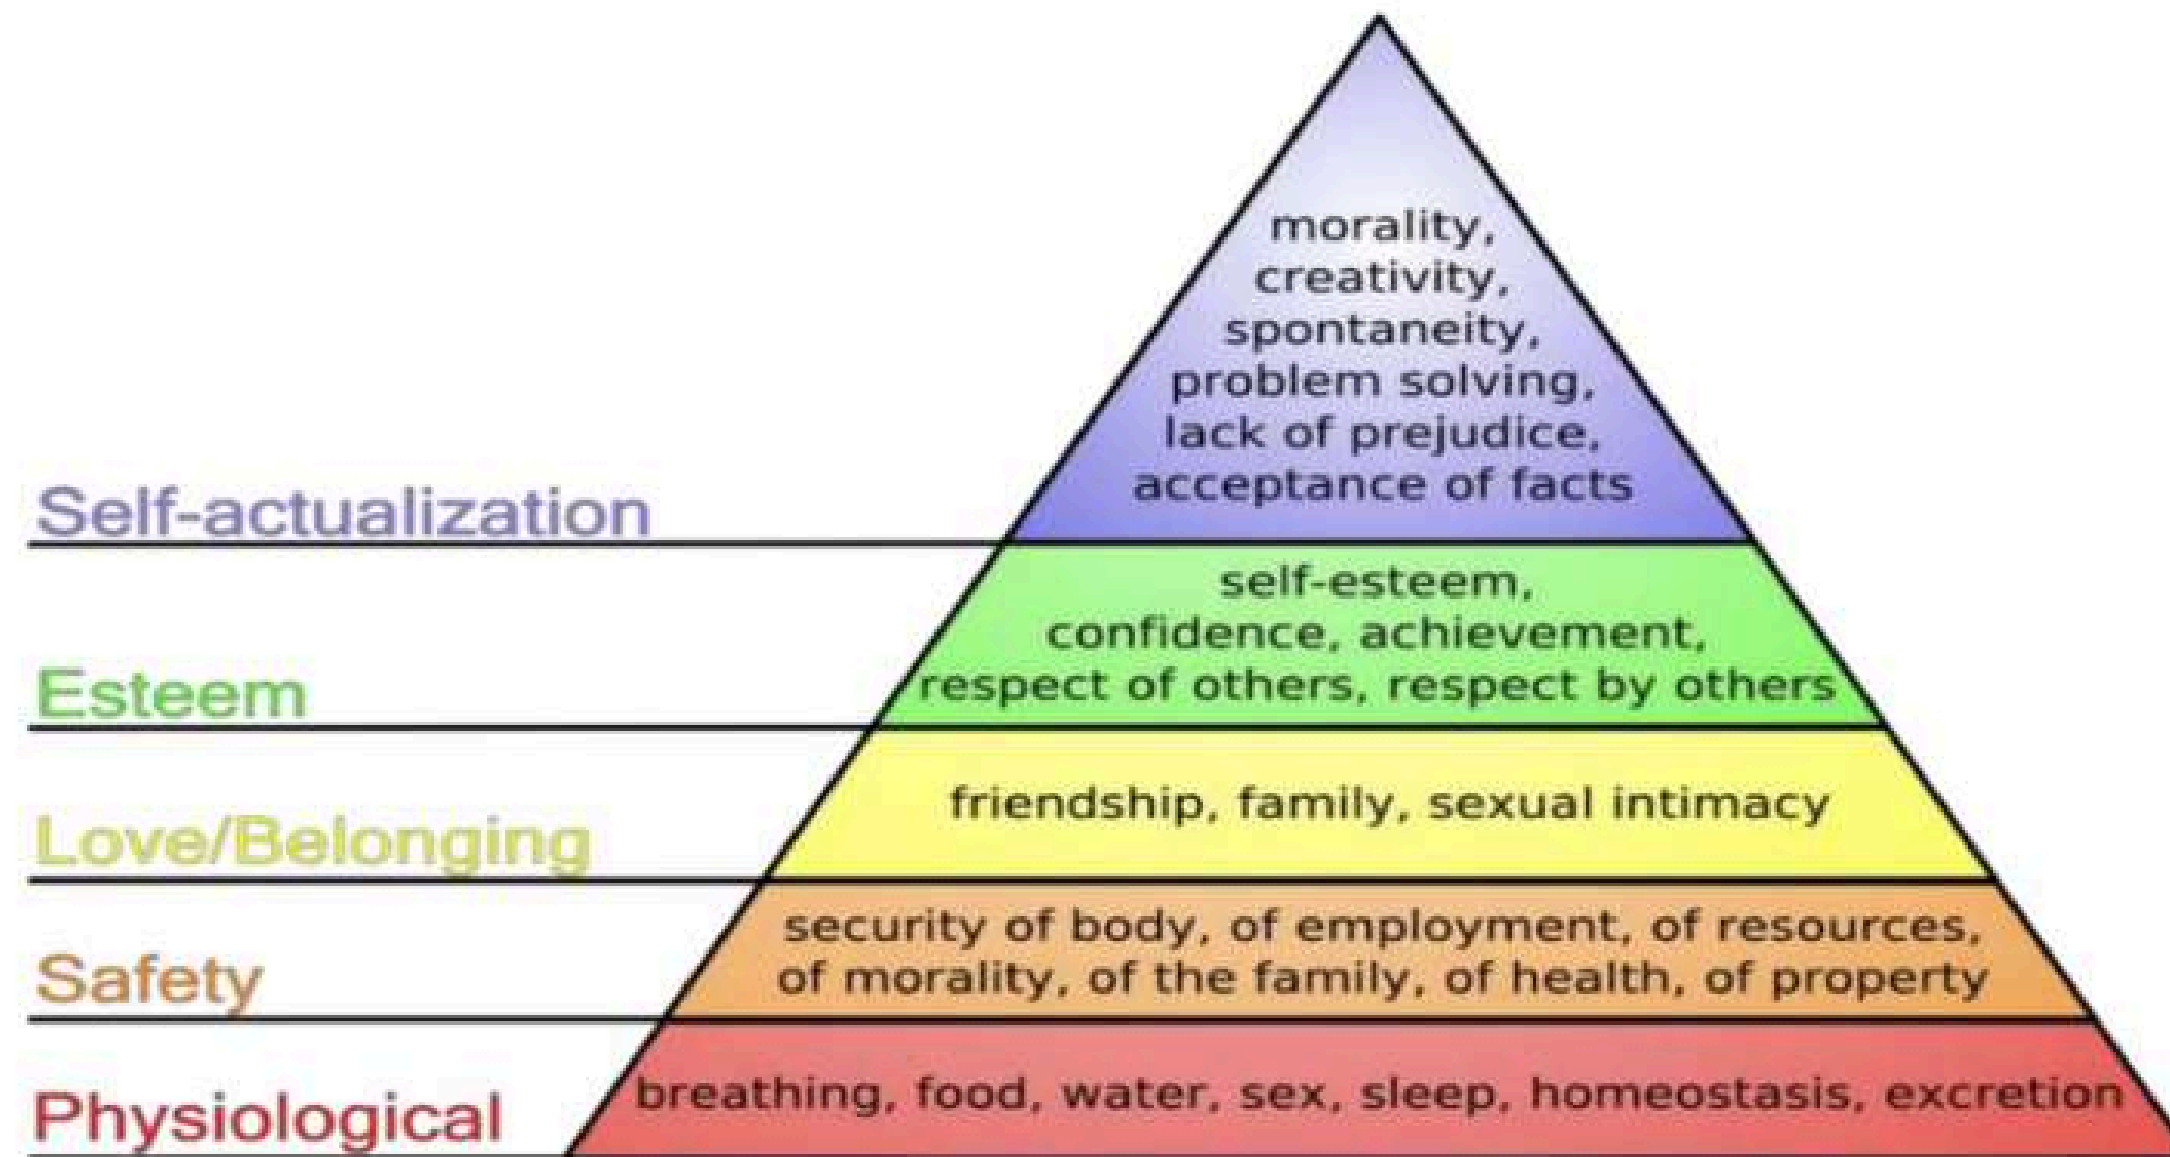 morality,
creativity,
spontaneity,
problem solving,
lack of prejudice,
acceptance of facts
Self-actualization
self-esteem,
confidence, achievement,
respect of others, respect by others
Esteem
friendship, family, sexual intimacy
Love/Belonging
security of body, of employment, of resources,
of morality, of the family, of health, of property
Safety
breathing, food, water, sex, sleep, homeostasis, excretion
Physiological